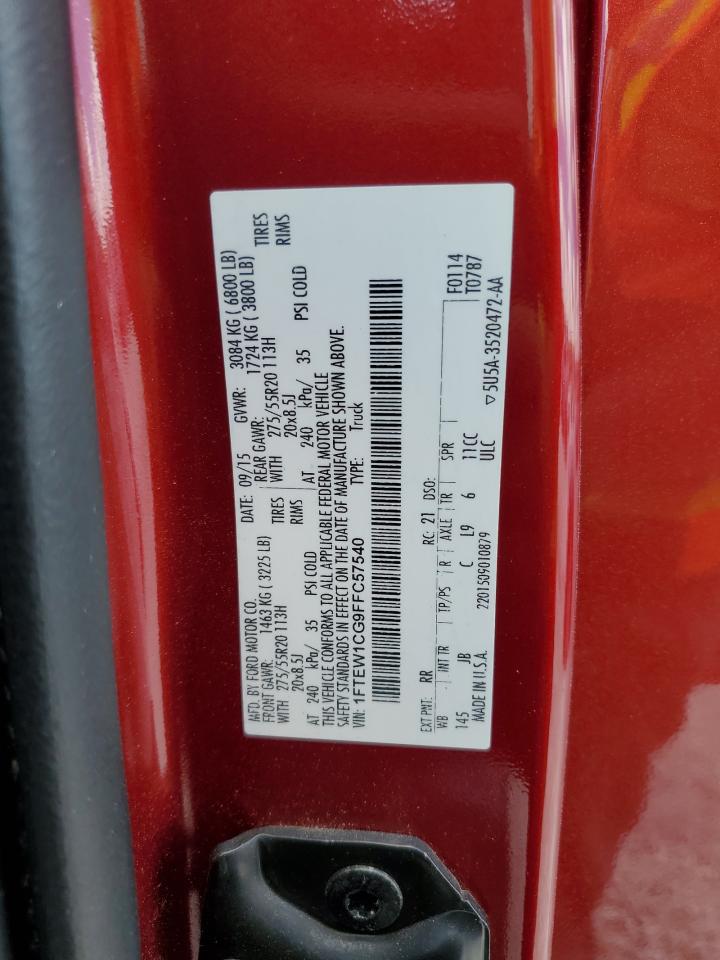 MFD. BY FORD MOTOR CO. DATE: 09/15 GVWR: 3084 KG ( 6800 LB)
FRONT GAWR: 1463 KG ( 3225 LB) REAR GAWR: 1724 KG ( 3800 LB)
WITH 275/55R20 113H TIRES WITH 275/55R20 113H TIRES
20x8.5J RIMS 20x8.5J RIMS
AT 240 kPa/ 35 PSI COLD AT 240 kPa/ 35 PSI COLD
THIS VEHICLE CONFORMS TO ALL APPLICABLE FEDERAL MOTOR VEHICLE
SAFETY STANDARDS IN EFFECT ON THE DATE OF MANUFACTURE SHOWN ABOVE.
VIN: 1FTEW1CG9FFC57540 TYPE: Truck
EXT PNT: RR RC: 21 DSO: F0114
WB INT TR TP/PS R AXLE TR SPR T0787
145 JB C L9 6 11CC
MADE IN U.S.A. 2201509010879 ULC ▽5U5A-3520472-AA